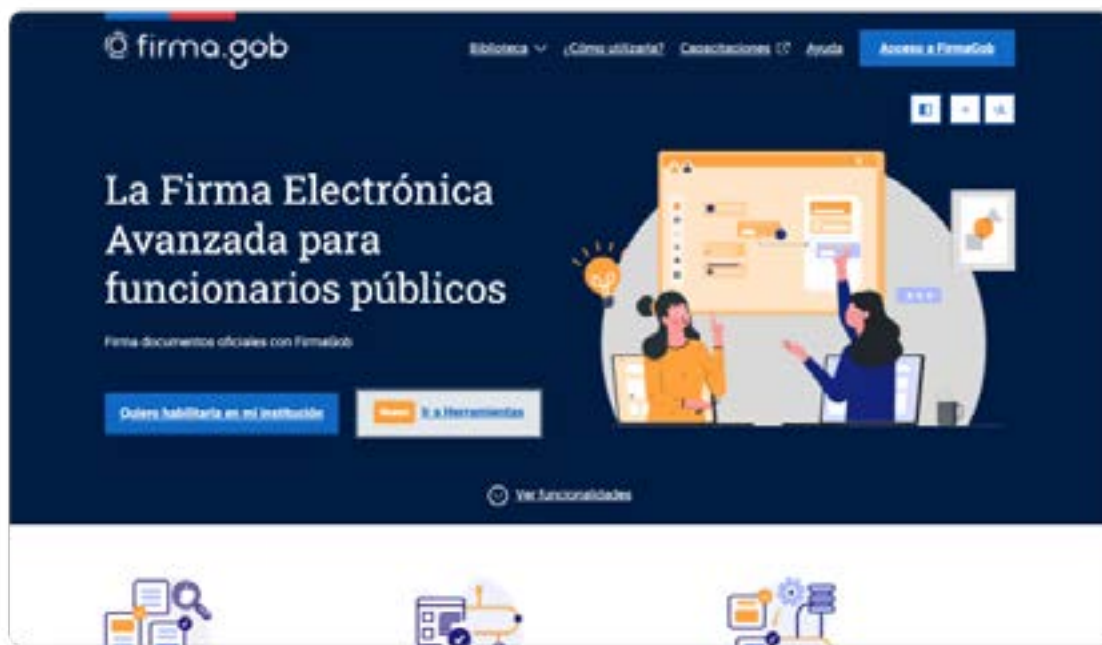 firma.gob
Biblioteca ¿Cómo utilizarla? Capacitaciones Ayuda Acceso a FirmaGob
La Firma Electrónica
Avanzada para
funcionarios públicos
Firma documentos oficiales con FirmaGob
Quiero habilitarla en mi institución Nuevo Ir a Herramientas
Ver funcionalidades